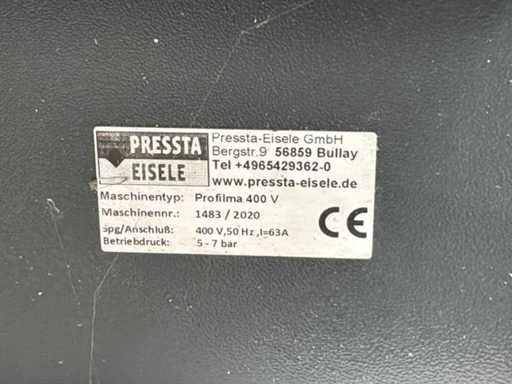 PRESSTA
EISELE
Pressta-Eisele GmbH
Bergstr.9 56859 Bullay
Tel +4965429362-0
www.pressta-eisele.de
Maschinentyp: Profilma 400 V
Maschinennr.: 1483 / 2020
Spg/Anschluß: 400 V,50 Hz ,I=63A
Betriebdruck: 5 - 7 bar
CE